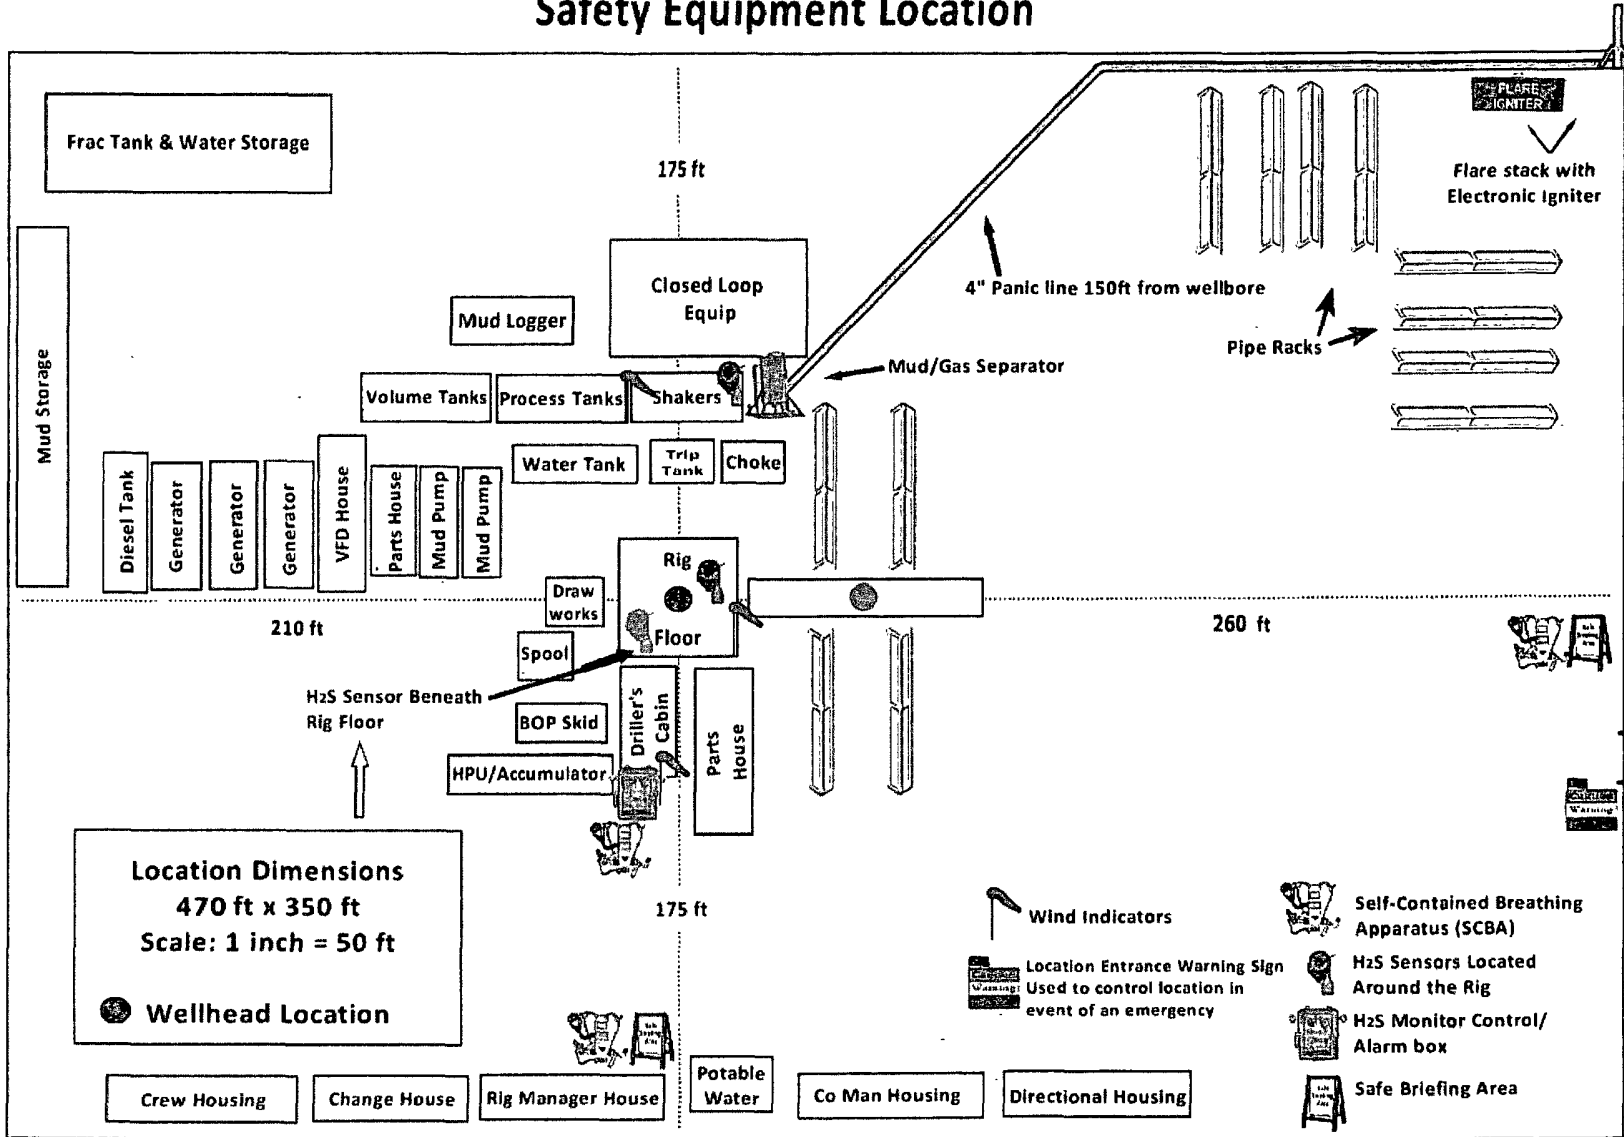 Safety Equipment Location
FLARE
IGNITER
Frac Tank & Water Storage
175 ft
Flare stack with
Electronic Igniter
Closed Loop
Equip
4" Panic line 150ft from wellbore
Mud Logger
Pipe Racks
Mud/Gas Separator
Mud Storage
Volume Tanks
Process Tanks
Shakers
Water Tank
Trip
Tank
Choke
Diesel Tank
Generator
Generator
Generator
VFD House
Parts House
Mud Pump
Mud Pump
Rig
Floor
Draw
works
210 ft
260 ft
Spool
H2S Sensor Beneath
Rig Floor
BOP Skid
Driller's
Cabin
Parts
House
HPU/Accumulator
Warning
Location Dimensions
470 ft x 350 ft
Scale: 1 inch = 50 ft
Wellhead Location
175 ft
Wind Indicators
Self-Contained Breathing
Apparatus (SCBA)
Warning
Location Entrance Warning Sign
Used to control location in
event of an emergency
H2S Sensors Located
Around the Rig
H2S Monitor Control/
Alarm box
Safe Briefing Area
Crew Housing
Change House
Rig Manager House
Potable
Water
Co Man Housing
Directional Housing